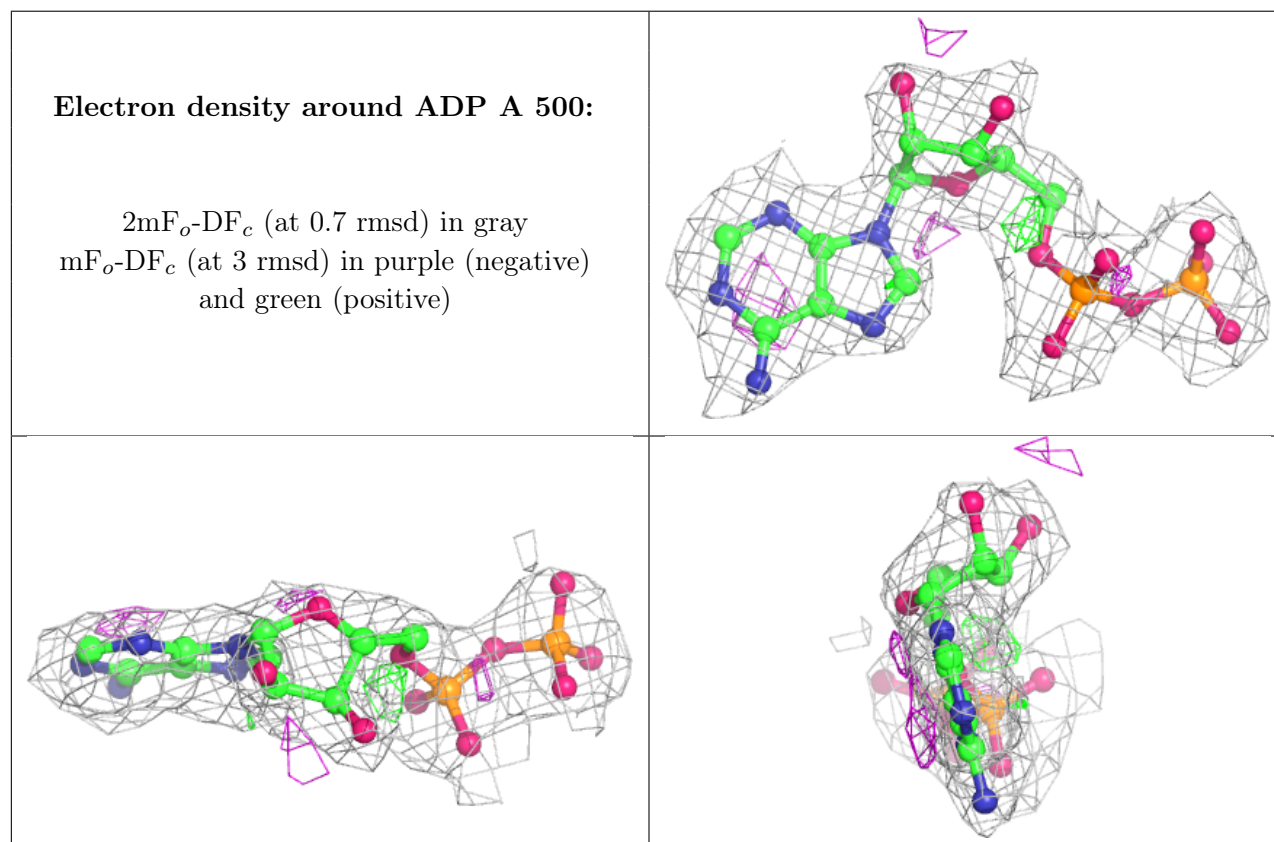 Electron density around ADP A 500:
2mFo-DFc (at 0.7 rmsd) in gray
mFo-DFc (at 3 rmsd) in purple (negative)
and green (positive)